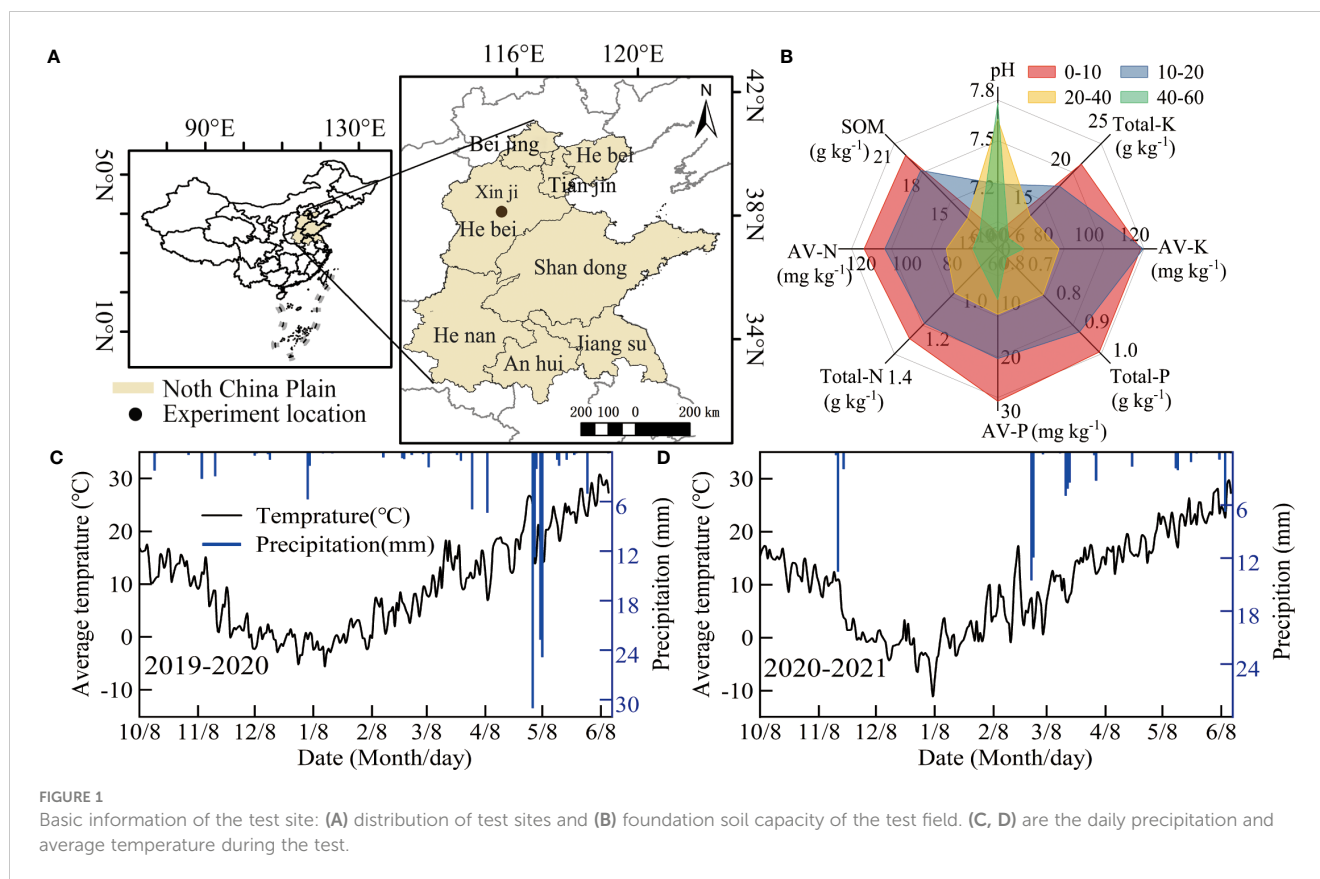 A
116°E
120°E
90°E
130°E
50°N
10°N
42°N
38°N
34°N
N
Bei jing
He bei
Tian jin
Xin ji
He bei
Shan dong
He nan
An hui
Jiang su
Noth China Plain
Experiment location
200 100 0 200 km
B
pH
0-10
10-20
20-40
40-60
7.8
7.5
7.2
Total-K
(g kg-1)
25
20
15
AV-K
(mg kg-1)
120
100
80
Total-P
(g kg-1)
1.0
0.9
0.8
0.7
AV-P (mg kg-1)
30
20
10
Total-N
(g kg-1)
1.4
1.2
1.0
AV-N
(mg kg-1)
120
100
80
SOM
(g kg-1)
21
18
15
C
Average temprature (°C)
30
20
10
0
-10
Temprature(°C)
Precipitation(mm)
2019-2020
10/8 11/8 12/8 1/8 2/8 3/8 4/8 5/8 6/8
Date (Month/day)
6
12
18
24
30
Precipitaion (mm)
D
Average temprature (°C)
30
20
10
0
-10
2020-2021
10/8 11/8 12/8 1/8 2/8 3/8 4/8 5/8 6/8
Date (Month/day)
6
12
18
24
Precipition (mm)
FIGURE 1
Basic information of the test site: (A) distribution of test sites and (B) foundation soil capacity of the test field. (C, D) are the daily precipitation and
average temperature during the test.